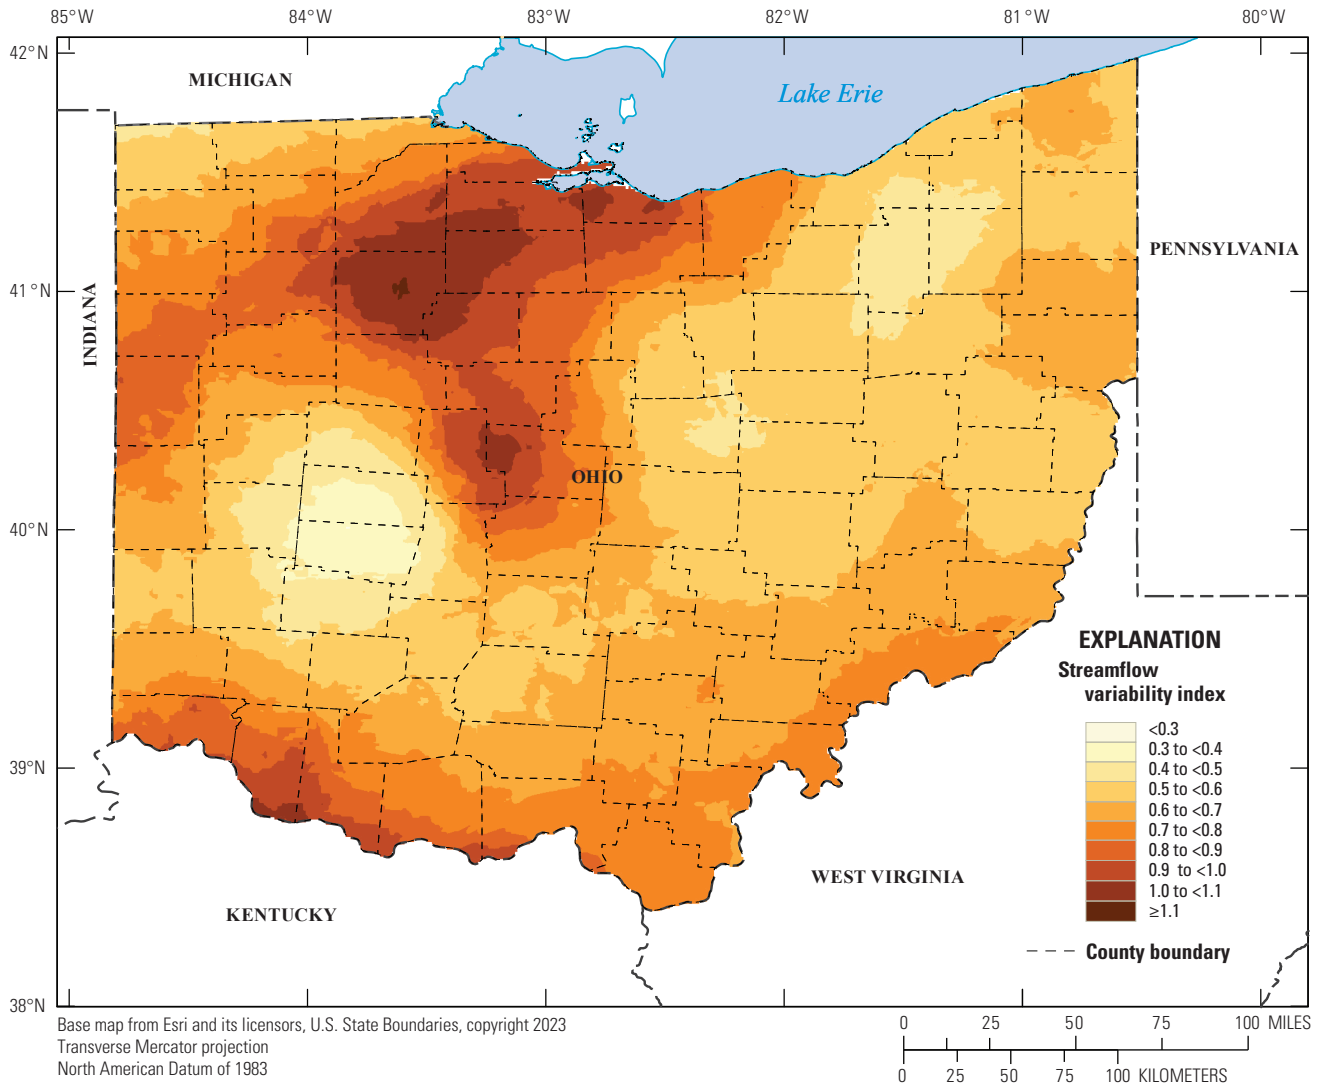 85°W 84°W 83°W 82°W 81°W 80°W
42°N
MICHIGAN
Lake Erie
PENNSYLVANIA
41°N
INDIANA
OHIO
40°N
EXPLANATION
Streamflow
variability index
<0.3
0.3 to <0.4
0.4 to <0.5
0.5 to <0.6
0.6 to <0.7
0.7 to <0.8
0.8 to <0.9
0.9 to <1.0
1.0 to <1.1
≥1.1
County boundary
39°N
WEST VIRGINIA
KENTUCKY
38°N
Base map from Esri and its licensors, U.S. State Boundaries, copyright 2023
Transverse Mercator projection
North American Datum of 1983
0 25 50 75 100 MILES
0 25 50 75 100 KILOMETERS